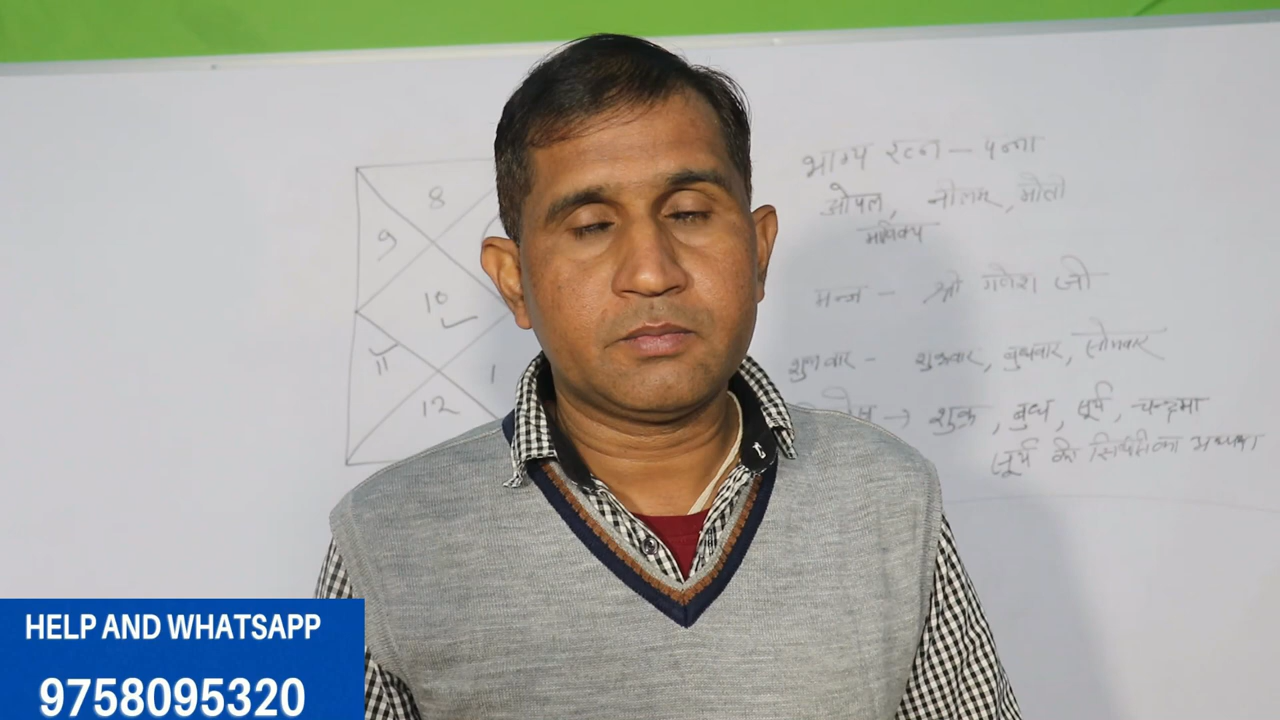 8
9
10
11
12
1
भाग्य रत्न - पन्ना
ओपल, नीलम, मोती
माणिक्य
मन्त्र - श्री गणेश जी
शुभ वार - शुक्रवार, बुधवार, सोमवार
→ शुक्र, बुध, सूर्य, चन्द्रमा
सूर्य की स्थिति का
HELP AND WHATSAPP
9758095320